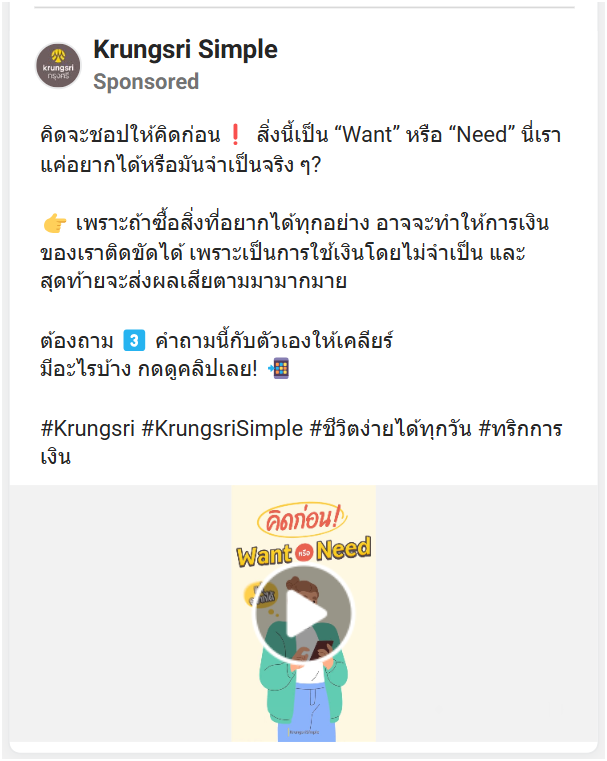 Krungsri Simple
krungsri
กรุงศรี
Sponsored
คิดจะชอปให้คิดก่อน❗ สิ่งนี้เป็น “Want” หรือ “Need” นี่เรา
แค่อยากได้หรือมันจำเป็นจริง ๆ?
👉 เพราะถ้าซื้อสิ่งที่อยากได้ทุกอย่าง อาจจะทำให้การเงิน
ของเราติดขัดได้ เพราะเป็นการใช้เงินโดยไม่จำเป็น และ
สุดท้ายจะส่งผลเสียตามมามากมาย
ต้องถาม 3️⃣ คำถามนี้กับตัวเองให้เคลียร์
มีอะไรบ้าง กดดูคลิปเลย! 📲
#Krungsri #KrungsriSimple #ชีวิตง่ายได้ทุกวัน #ทริกการ
เงิน
คิดก่อน!
Want หรือ Need